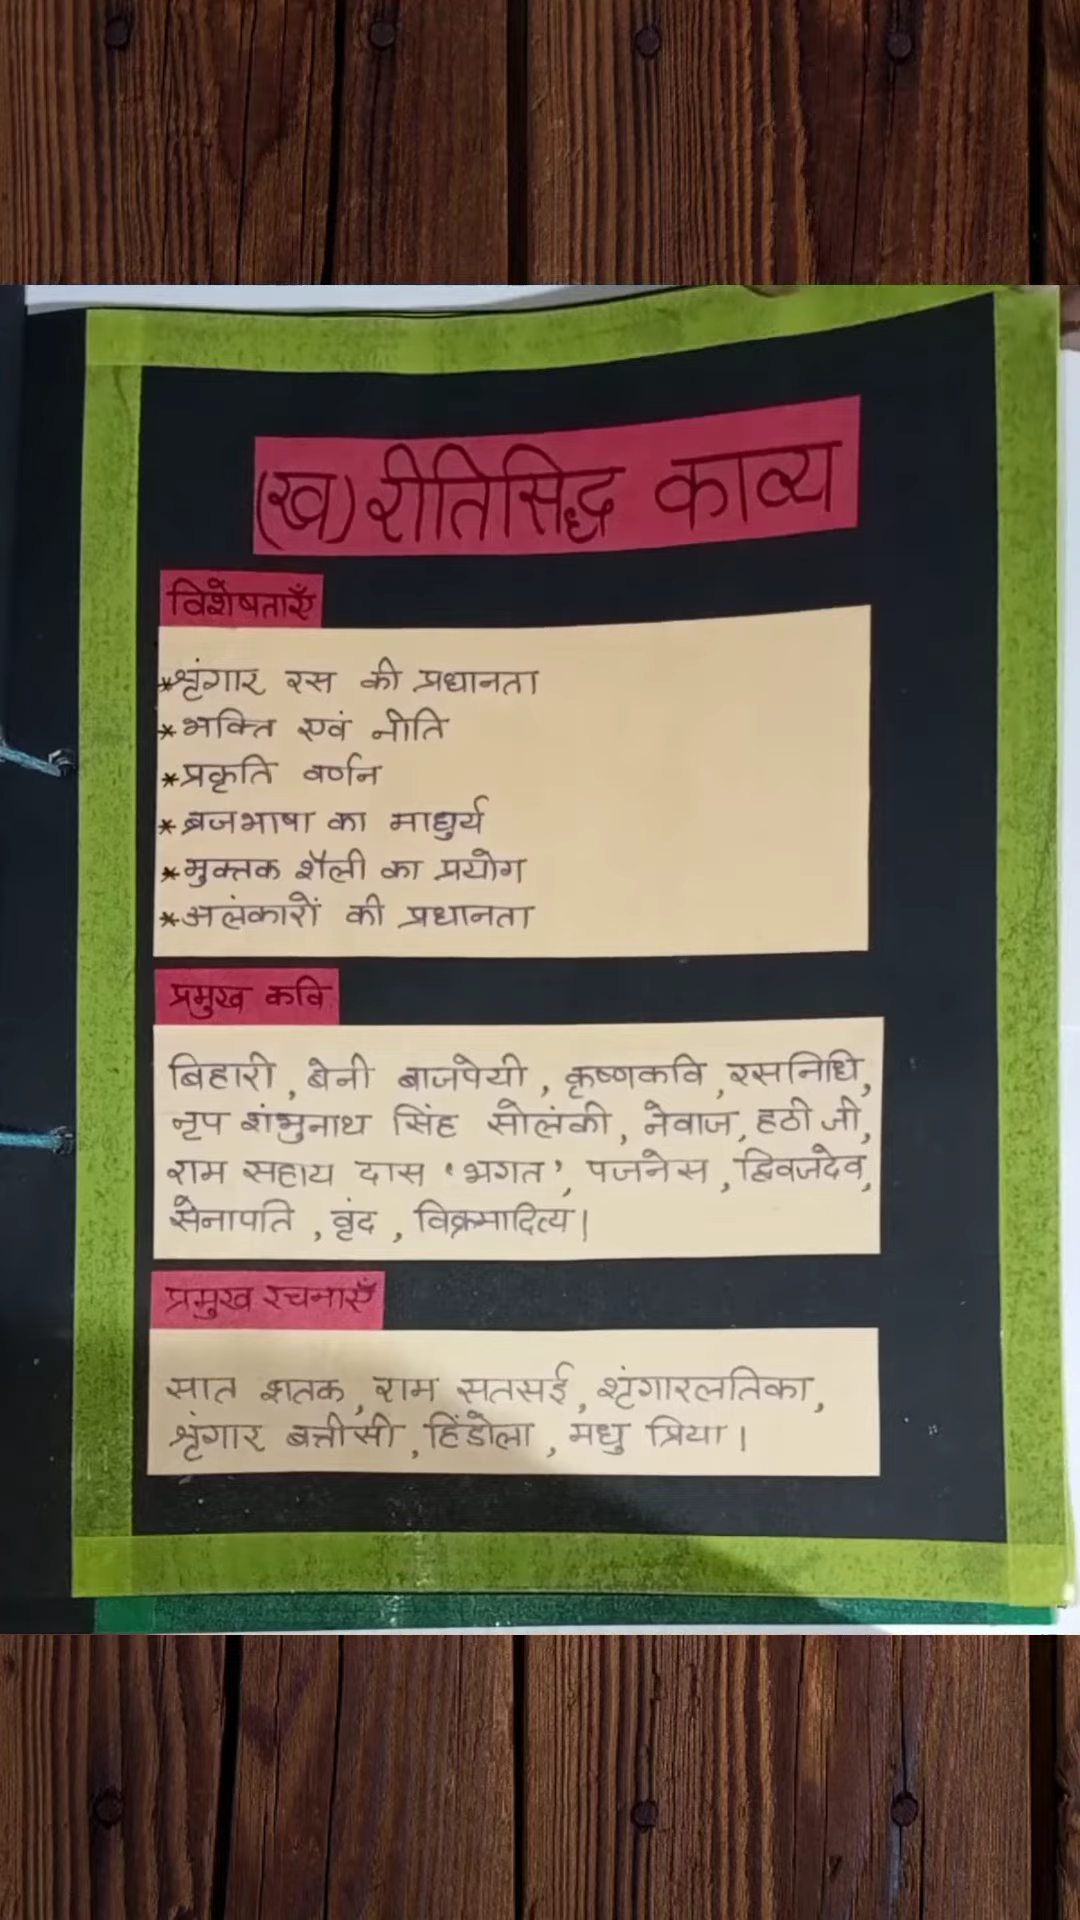 (ख) रीतिसिद्ध काव्य
विशेषताएँ
*श्रृंगार रस की प्रधानता
*भक्ति एवं नीति
*प्रकृति वर्णन
*ब्रजभाषा का माधुर्य
*मुक्तक शैली का प्रयोग
*अलंकारों की प्रधानता
प्रमुख कवि
बिहारी, बेनी बाजपेयी, कृष्णकवि, रसनिधि,
नृप शंभुनाथ सिंह सोलंकी, नेवाज, हठी जी,
राम सहाय दास 'भगत', पजनेस, द्विवजदेव,
सेनापति, वृंद, विक्रमादित्य।
प्रमुख रचनाएँ
सात शतक, राम सतसई, श्रृंगारलतिका,
श्रृंगार बत्तीसी, हिंडोला, मधु प्रिया।